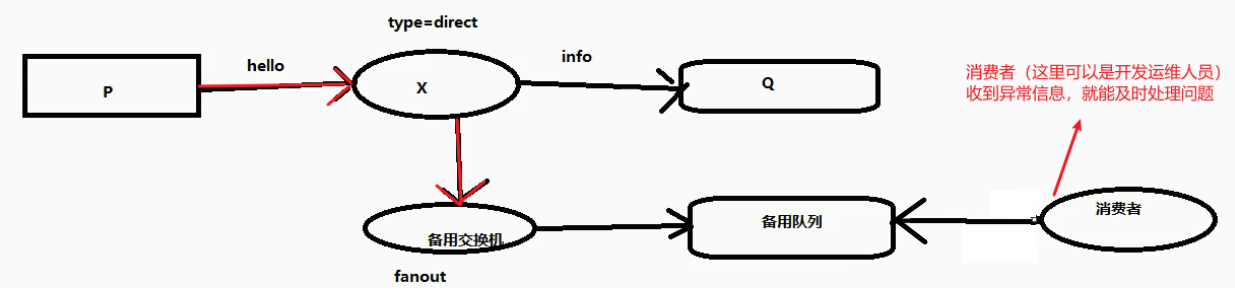 type=direct
hello
info
P
X
Q
消费者（这里可以是开发运维人员）
收到异常信息，就能及时处理问题
备用交换机
备用队列
消费者
fanout